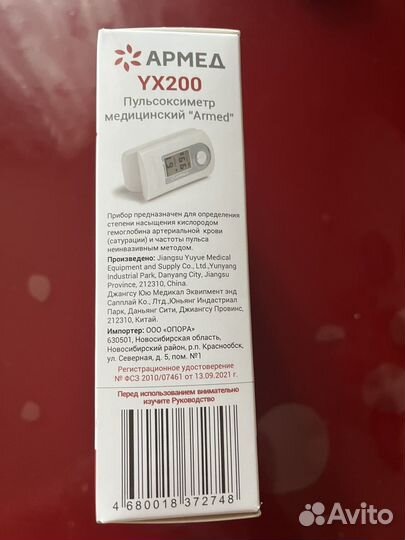 АРМЕД
YX200
Пульсоксиметр
медицинский "Armed"
Прибор предназначен для определения
степени насыщения кислородом
гемоглобина артериальной крови
(сатурации) и частоты пульса
неинвазивным методом.
Произведено: Jiangsu Yuyue Medical
Equipment and Supply Co., Ltd.,Yunyang
Industrial Park, Danyang City, Jiangsu
Province, 212310, China.
Джангсу Юю Медикал Эквипмент энд
Сапплай Ко., Лтд.,Юньянг Индастриал
Парк, Даньянг Сити, Джиангсу Провинс,
212310, Китай.
Импортер: ООО «ОПОРА»
630501, Новосибирская область,
Новосибирский район, р.п. Краснообск,
ул. Северная, д. 5, пом. №1
Регистрационное удостоверение
№ ФСЗ 2010/07461 от 13.09.2021 г.
Перед использованием внимательно
изучите Руководство
4 680018 372748
Avito